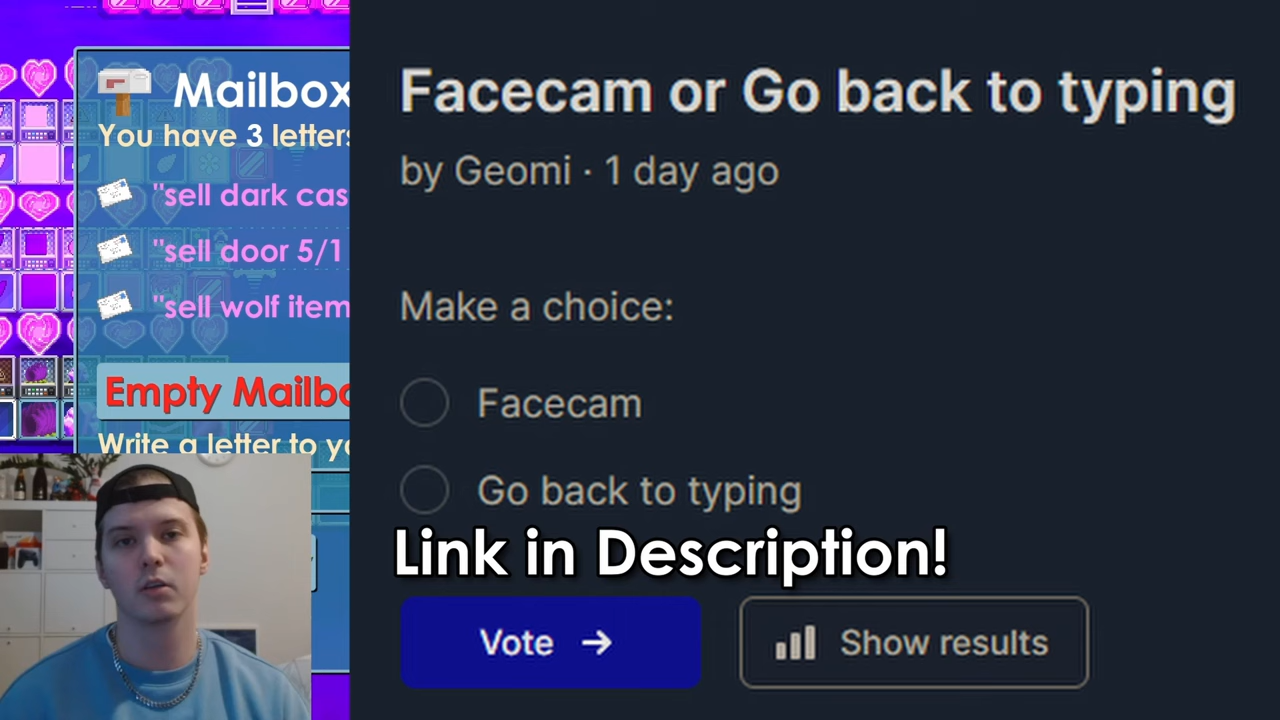 Mailbox
You have 3 letters
"sell dark cas
"sell door 5/1
"sell wolf item
Empty Mailbo
Write a letter to yo
Facecam or Go back to typing
by Geomi · 1 day ago
Make a choice:
Facecam
Go back to typing
Link in Description!
Vote →
Show results